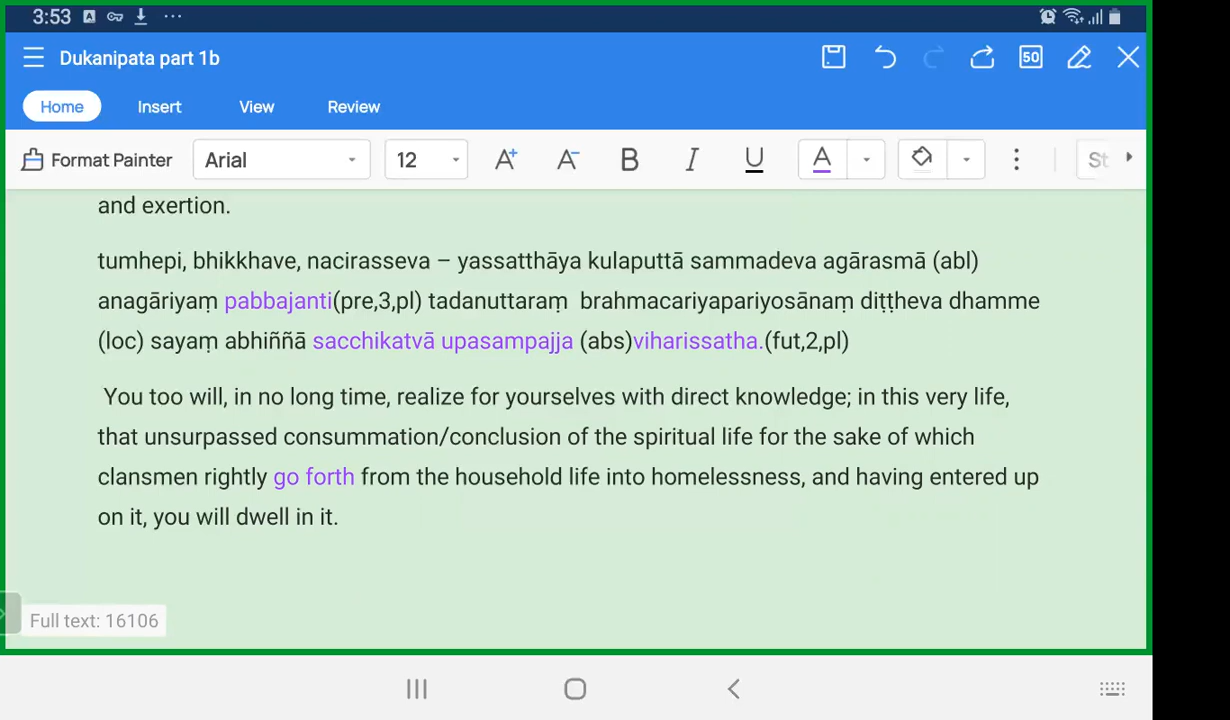 3:53
Dukanipata part 1b
50
Home Insert View Review
Format Painter Arial 12 A+ A- B I U A St
and exertion.
tumhepi, bhikkhave, nacirasseva – yassatthāya kulaputtā sammadeva agārasmā (abl)
anagāriyaṃ pabbajanti(pre,3,pl) tadanuttaraṃ brahmacariyapariyosānaṃ diṭṭheva dhamme
(loc) sayaṃ abhiññā sacchikatvā upasampajja (abs)viharissatha.(fut,2,pl)
You too will, in no long time, realize for yourselves with direct knowledge; in this very life,
that unsurpassed consummation/conclusion of the spiritual life for the sake of which
clansmen rightly go forth from the household life into homelessness, and having entered up
on it, you will dwell in it.
Full text: 16106